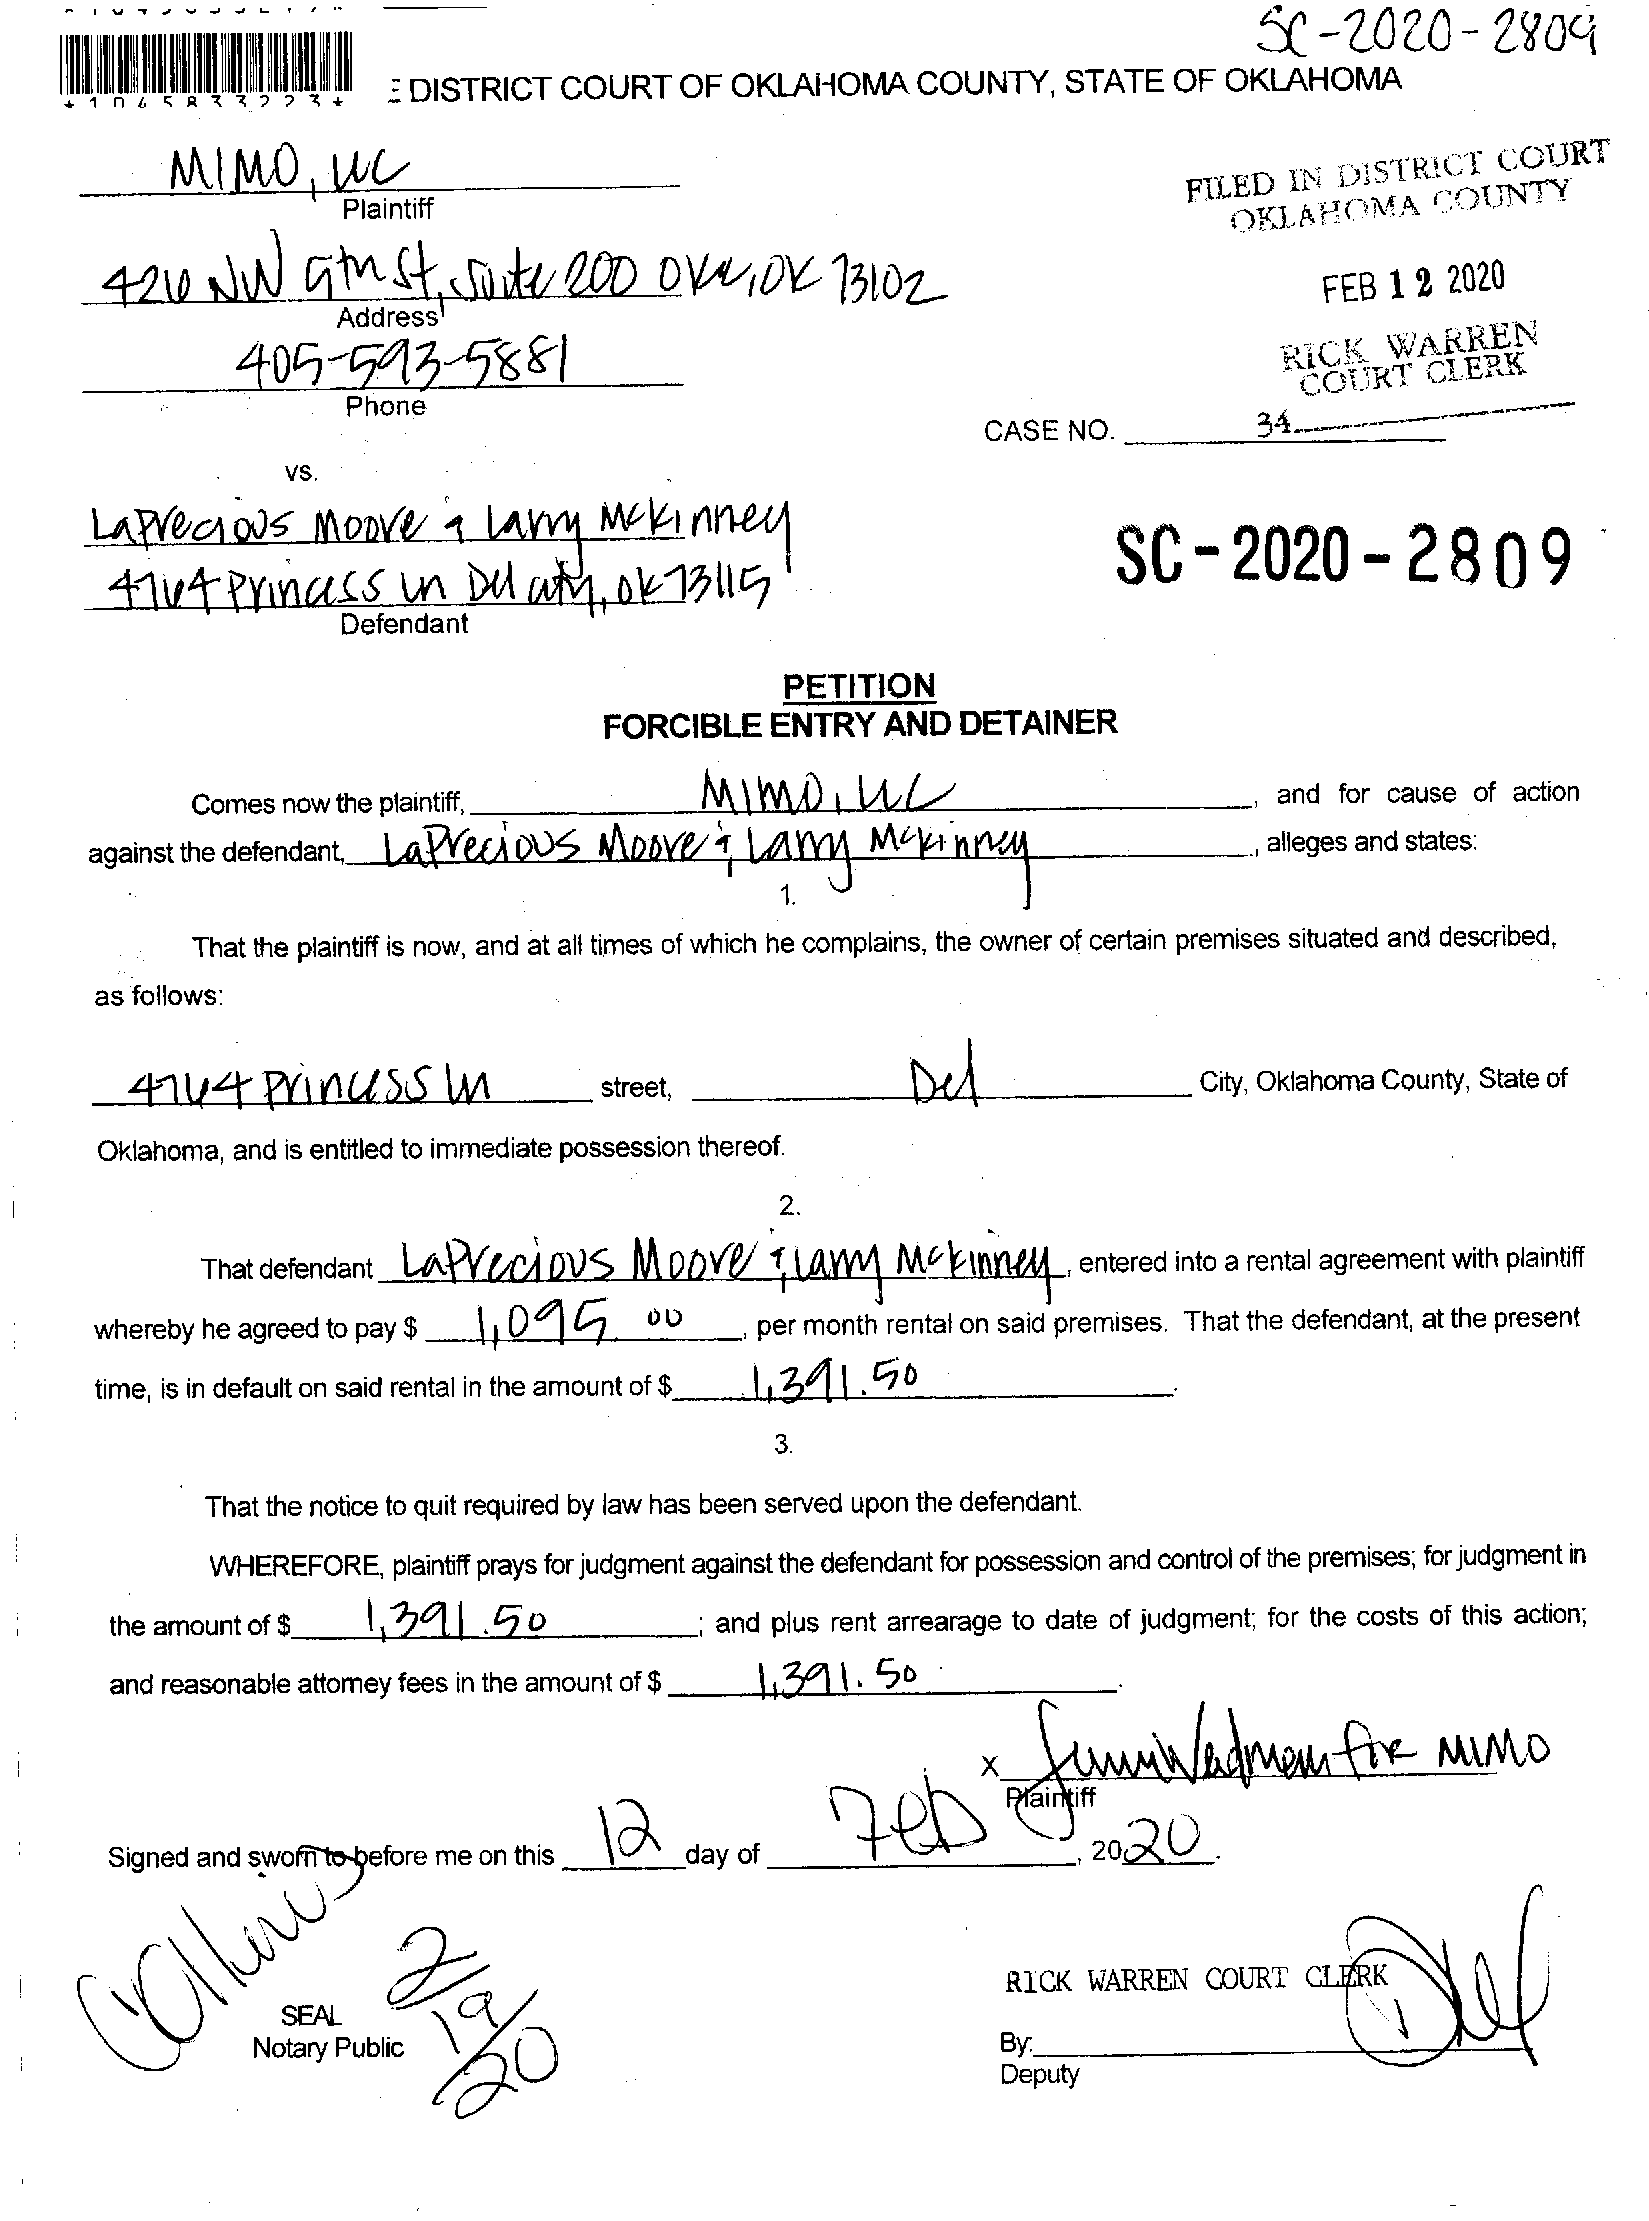 SC-2020-2809
*1045833223*
E DISTRICT COURT OF OKLAHOMA COUNTY, STATE OF OKLAHOMA
MIMO, LLC
Plaintiff
FILED IN DISTRICT COURT
OKLAHOMA COUNTY
NW St, Suite 200 OKC, OK 73102
Address
FEB 12 2020
405-593-5881
Phone
RICK WARREN
COURT CLERK
34
CASE NO.
vs.
LaPrecious Moore & Larry McKinney
4764 Princess Ln Del City, OK 73115
Defendant
SC-2020-2809
PETITION
FORCIBLE ENTRY AND DETAINER
Comes now the plaintiff, MIMO, LLC, and for cause of action
against the defendant, LaPrecious Moore & Larry McKinney, alleges and states:
1.
That the plaintiff is now, and at all times of which he complains, the owner of certain premises situated and described,
as follows:
4764 Princess Ln street, Del City, Oklahoma County, State of
Oklahoma, and is entitled to immediate possession thereof.
2.
That defendant LaPrecious Moore & Larry McKinney, entered into a rental agreement with plaintiff
whereby he agreed to pay $ 1,095 00, per month rental on said premises. That the defendant, at the present
time, is in default on said rental in the amount of $ 1,391.50.
3.
That the notice to quit required by law has been served upon the defendant.
WHEREFORE, plaintiff prays for judgment against the defendant for possession and control of the premises; for judgment in
the amount of $ 1,391.50; and plus rent arrearage to date of judgment; for the costs of this action;
and reasonable attorney fees in the amount of $ 1,391.50.
x for MIMO
Plaintiff
Signed and sworn to before me on this 12 day of Feb, 2020.
2/19/20
SEAL
Notary Public
RICK WARREN COURT CLERK
By:
Deputy